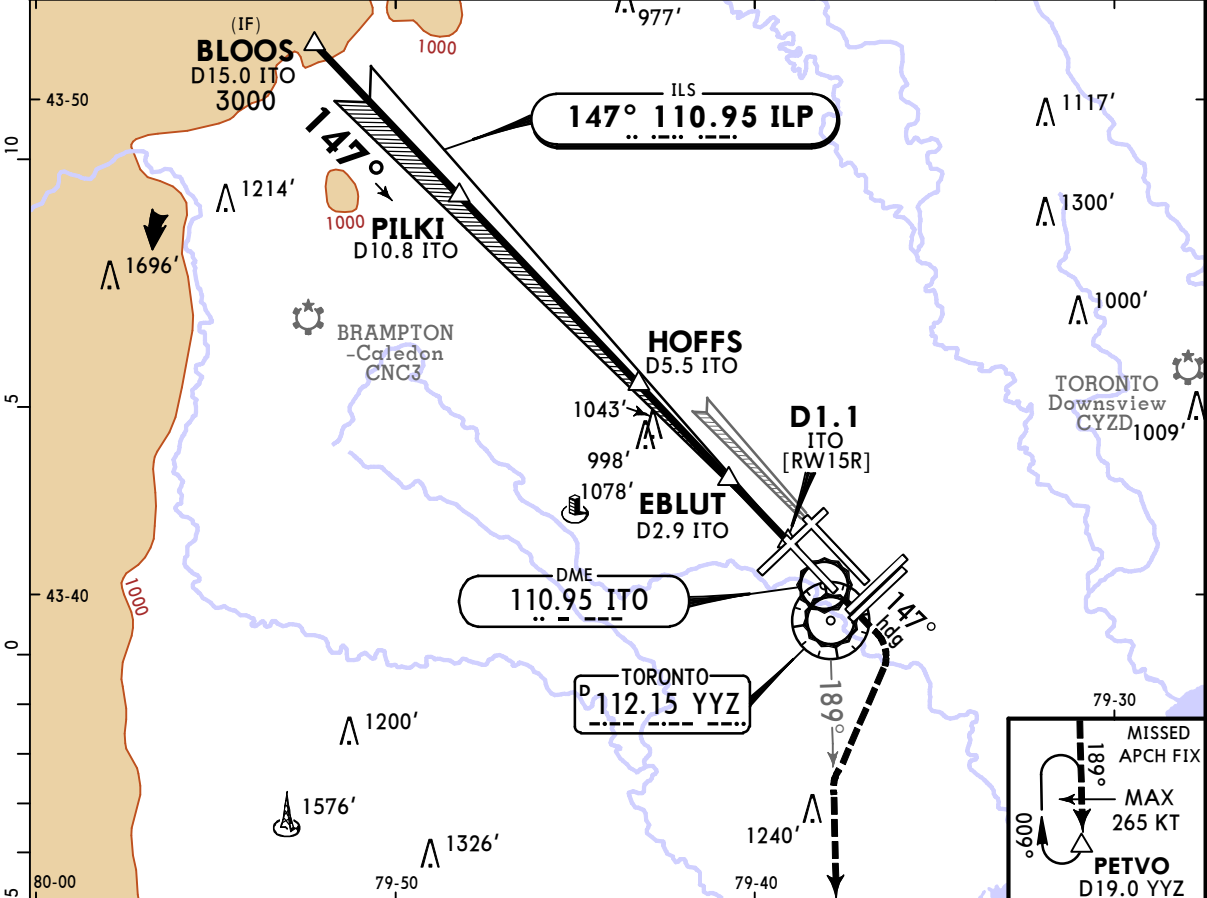 (IF)
BLOOS
D15.0 ITO
3000
1000
977'
43-50
10
ILS
147° 110.95 ILP
147°
1117'
1214'
1000
PILKI
D10.8 ITO
1300'
1696'
1000'
BRAMPTON
-Caledon
CNC3
HOFFS
D5.5 ITO
TORONTO
Downsview
CYZD
1009'
5
1043'
998'
D1.1
ITO
[RW15R]
1078'
EBLUT
D2.9 ITO
43-40
1000
DME
110.95 ITO
147°
hdg
0
TORONTO
D 112.15 YYZ
189°
79-30
1200'
1576'
1326'
1240'
MISSED
APCH FIX
189°
MAX
265 KT
009°
PETVO
D19.0 YYZ
5
80-00
79-50
79-40